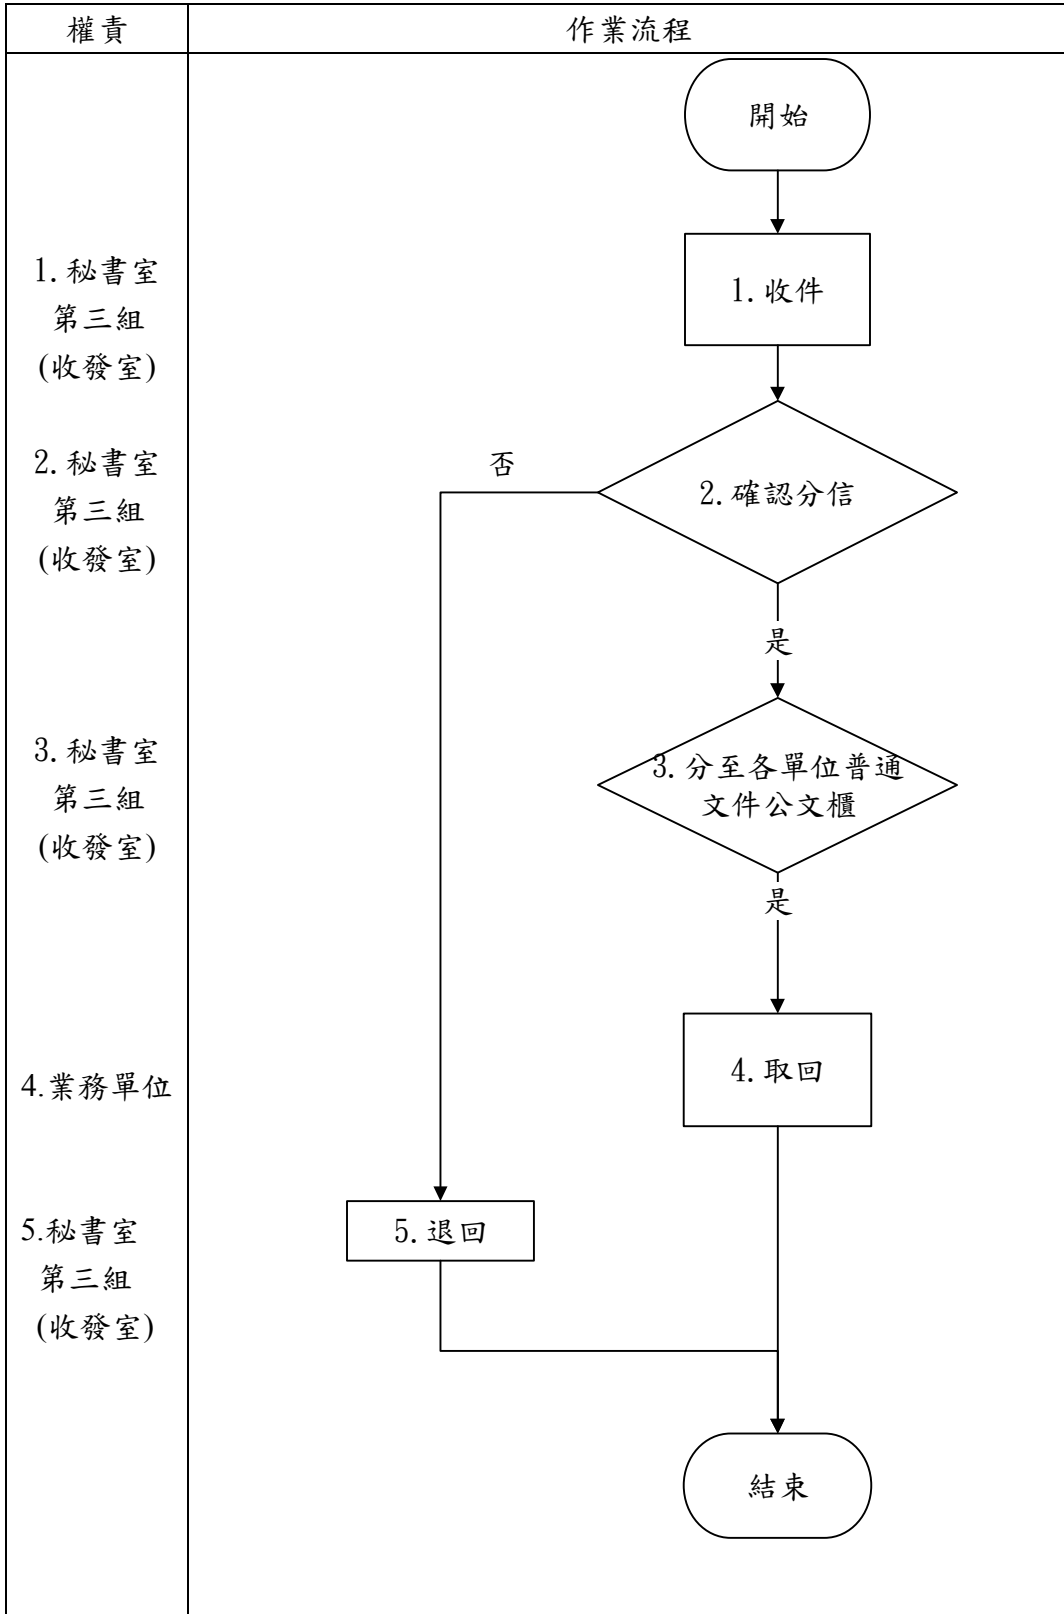 權責
作業流程
開始
1.秘書室
第三組
(收發室)
1.收件
2.秘書室
第三組
(收發室)
否
2.確認分信
是
3.秘書室
第三組
(收發室)
3.分至各單位普通
文件公文櫃
是
4.業務單位
4.取回
5.秘書室
第三組
(收發室)
5.退回
結束